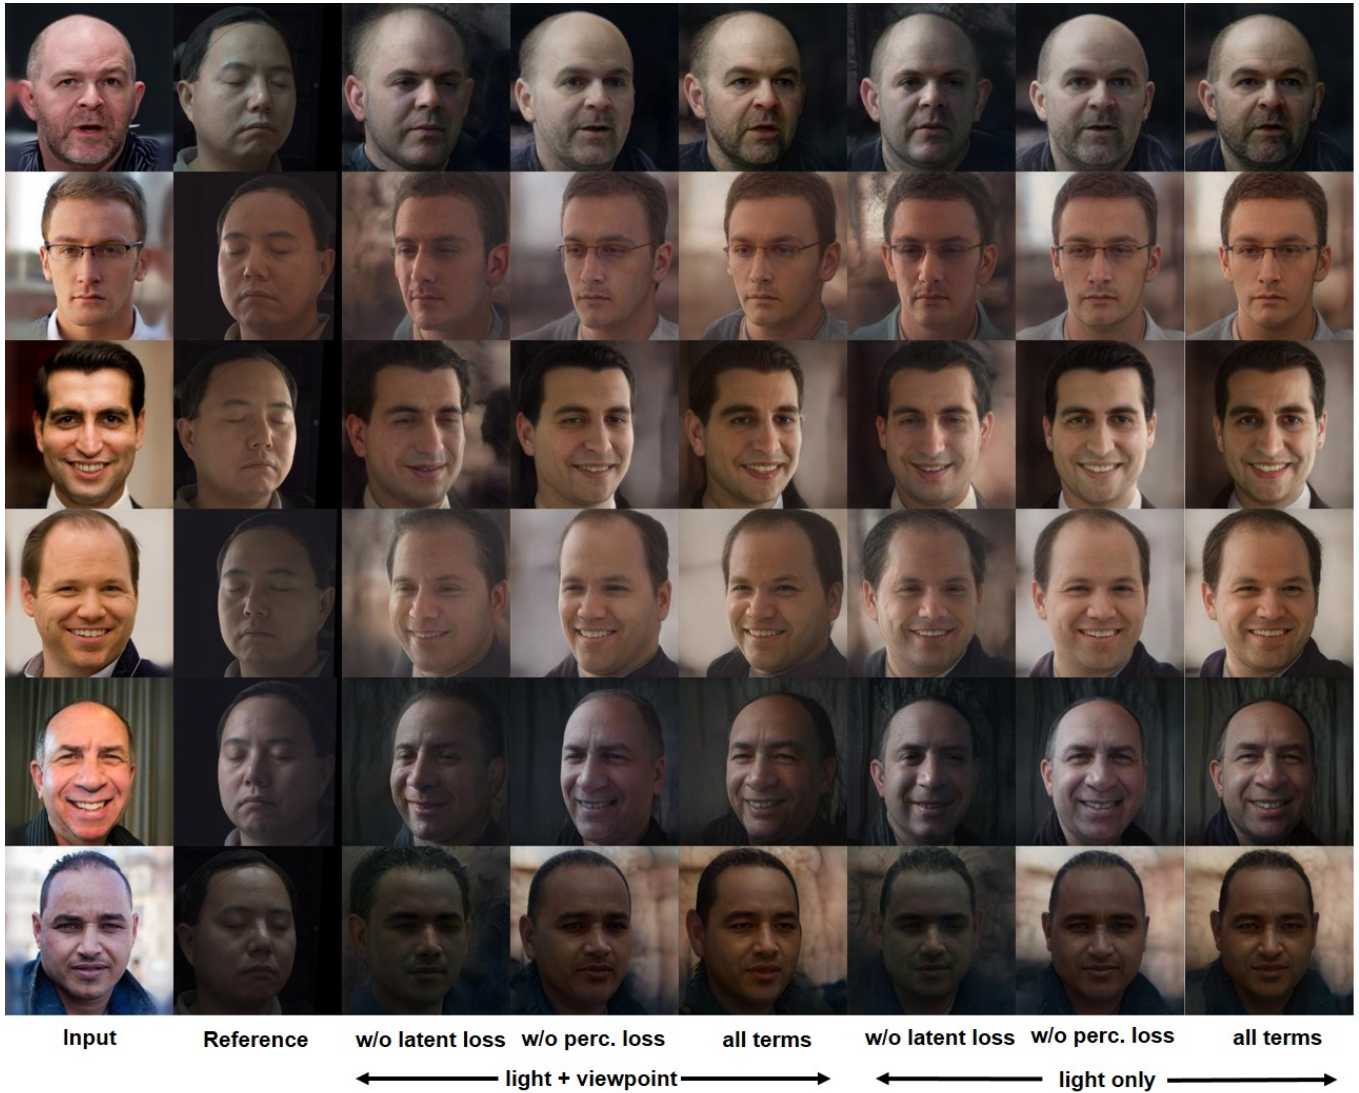 Input Reference w/o latent loss w/o perc. loss all terms w/o latent loss w/o perc. loss all terms
light + viewpoint light only